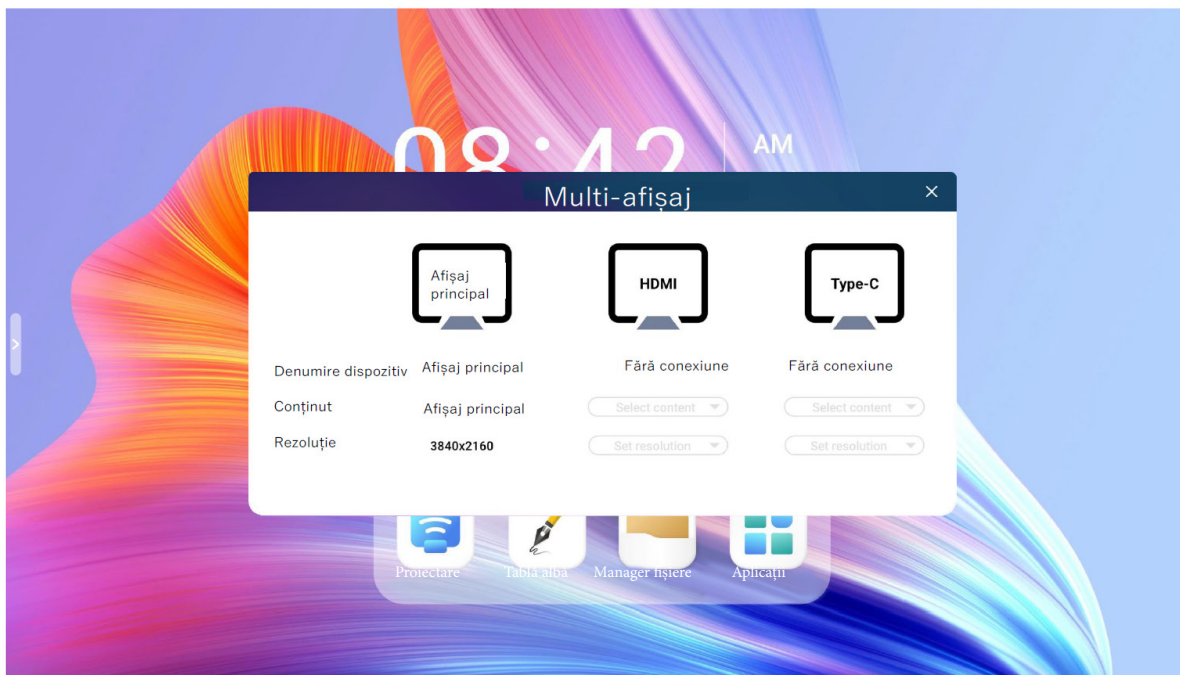 08:42 AM
Multi-afișaj
Afișaj
principal
HDMI
Type-C
Denumire dispozitiv Afișaj principal Fără conexiune Fără conexiune
Conținut Afișaj principal Select content Select content
Rezoluție 3840x2160 Set resolution Set resolution
Proiectare Tablă albă Manager fișiere Aplicații